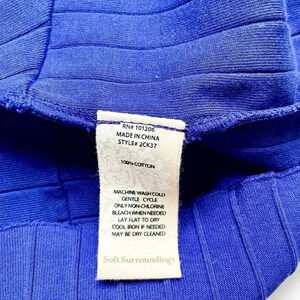 RN# 101206
MADE IN CHINA
STYLE# 2CK37
100% COTTON
MACHINE WASH COLD
GENTLE CYCLE
ONLY NON-CHLORINE
BLEACH WHEN NEEDED
LAY FLAT TO DRY
COOL IRON IF NEEDED
MAY BE DRY CLEANED
Soft Surroundings